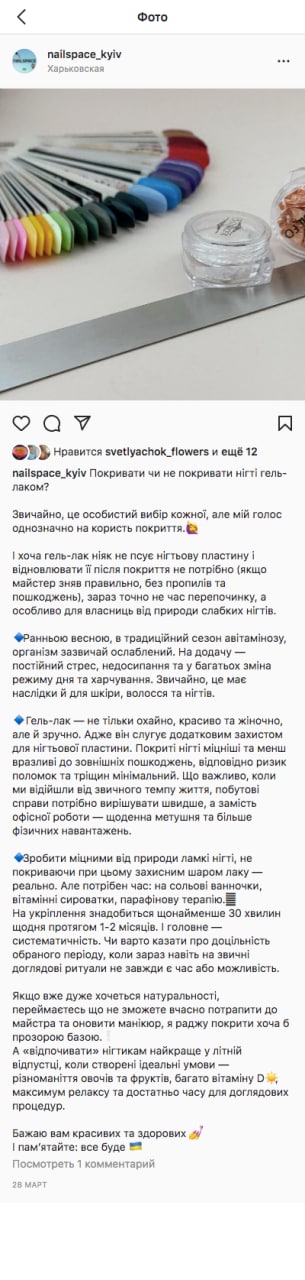 Фото
nailspace_kyiv
Харьковская
Нравится svetlyachok_flowers и ещё 12
nailspace_kyiv Покривати чи не покривати нігті гель-
лаком?
Звичайно, це особистий вибір кожної, але мій голос
однозначно на користь покриття.🙋
І хоча гель-лак ніяк не псує нігтьову пластину і
відновлювати її після покриття не потрібно (якщо
майстер зняв правильно, без пропилів та
пошкоджень), зараз точно не час перепочинку, а
особливо для власниць від природи слабких нігтів.
🔷Ранньою весною, в традиційний сезон авітамінозу,
організм зазвичай ослаблений. На додачу —
постійний стрес, недосипання та у багатьох зміна
режиму дня та харчування. Звичайно, це має
наслідки й для шкіри, волосся та нігтів.
🔷 Гель-лак — не тільки охайно, красиво та жіночно,
але й зручно. Адже він слугує додатковим захистом
для нігтьової пластини. Покриті нігті міцніші та менш
вразливі до зовнішніх пошкоджень, відповідно ризик
поломок та тріщин мінімальний. Що важливо, коли
ми відійшли від звичного темпу життя, побутові
справи потрібно вирішувати швидше, а замість
офісної роботи — щоденна метушня та більше
фізичних навантажень.
🔷Зробити міцними від природи ламкі нігті, не
покриваючи при цьому захисним шаром лаку —
реально. Але потрібен час: на сольові ванночки,
вітамінні сироватки, парафінову терапію.
На укріплення знадобиться щонайменше 30 хвилин
щодня протягом 1-2 місяців. І головне —
систематичність. Чи варто казати про доцільність
обраного періоду, коли зараз навіть на звичні
доглядові ритуали не завжди є час або можливість.
Якщо вже дуже хочеться натуральності,
переймаєтесь що не зможете вчасно потрапити до
майстра та оновити манікюр, я раджу покрити хоча б
прозорою базою.❕
А «відпочивати» нігтикам найкраще у літній
відпустці, коли створені ідеальні умови —
різноманіття овочів та фруктів, багато вітаміну D☀️,
максимум релаксу та достатньо часу для доглядових
процедур.
Бажаю вам красивих та здорових 💅
І пам'ятайте: все буде 🇺🇦
Посмотреть 1 комментарий
28 МАРТ